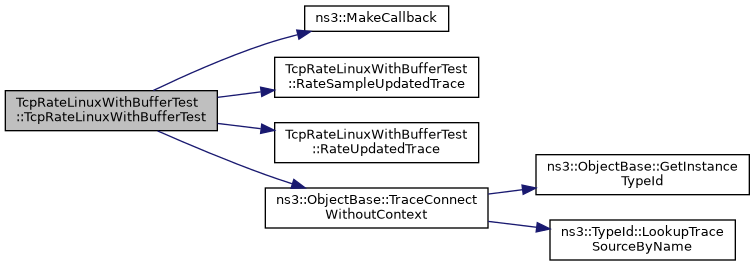 ns3::MakeCallback
TcpRateLinuxWithBufferTest
::RateSampleUpdatedTrace
TcpRateLinuxWithBufferTest
::TcpRateLinuxWithBufferTest
TcpRateLinuxWithBufferTest
::RateUpdatedTrace
ns3::ObjectBase::GetInstance
TypeId
ns3::ObjectBase::TraceConnect
WithoutContext
ns3::TypeId::LookupTrace
SourceByName